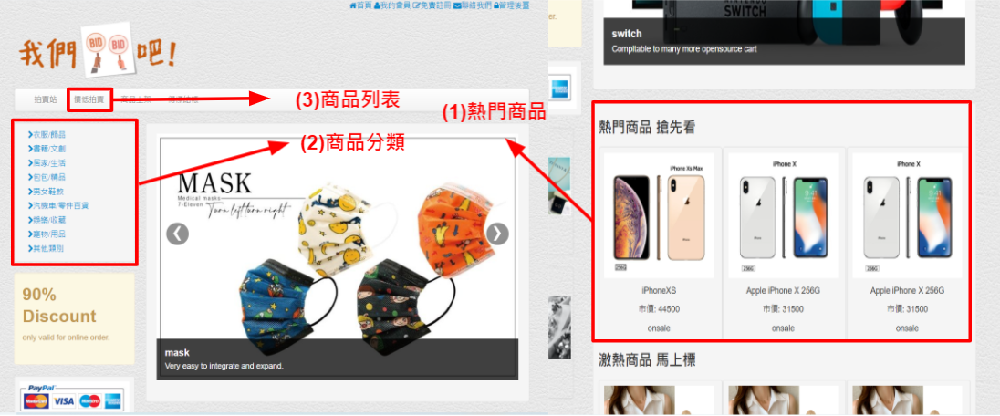 首頁 我的會員 免費註冊 聯絡我們 管理後臺
我們 BID BID 吧!
拍賣站 價低拍賣
(3)商品列表
(2)商品分類
(1)熱門商品
衣服/飾品
書籍/文創
居家/生活
包包/精品
男女鞋款
汽機車/零件百貨
娛樂/收藏
寵物/用品
其他類別
90%
Discount
only valid for online order.
PayPal
MasterCard VISA Maestro
MASK
Medical masks
7-Eleven
Turn left turn right
mask
Very easy to integrate and expand.
er.
SWITCH
switch
Compitable to many more opensource cart
熱門商品 搶先看
iPhone Xs Max
256G
iPhoneXS
市價: 44500
onsale
iPhone X
256G
Apple iPhone X 256G
市價: 31500
onsale
iPhone X
256G
Apple iPhone X 256G
市價: 31500
onsale
激熱商品 馬上標